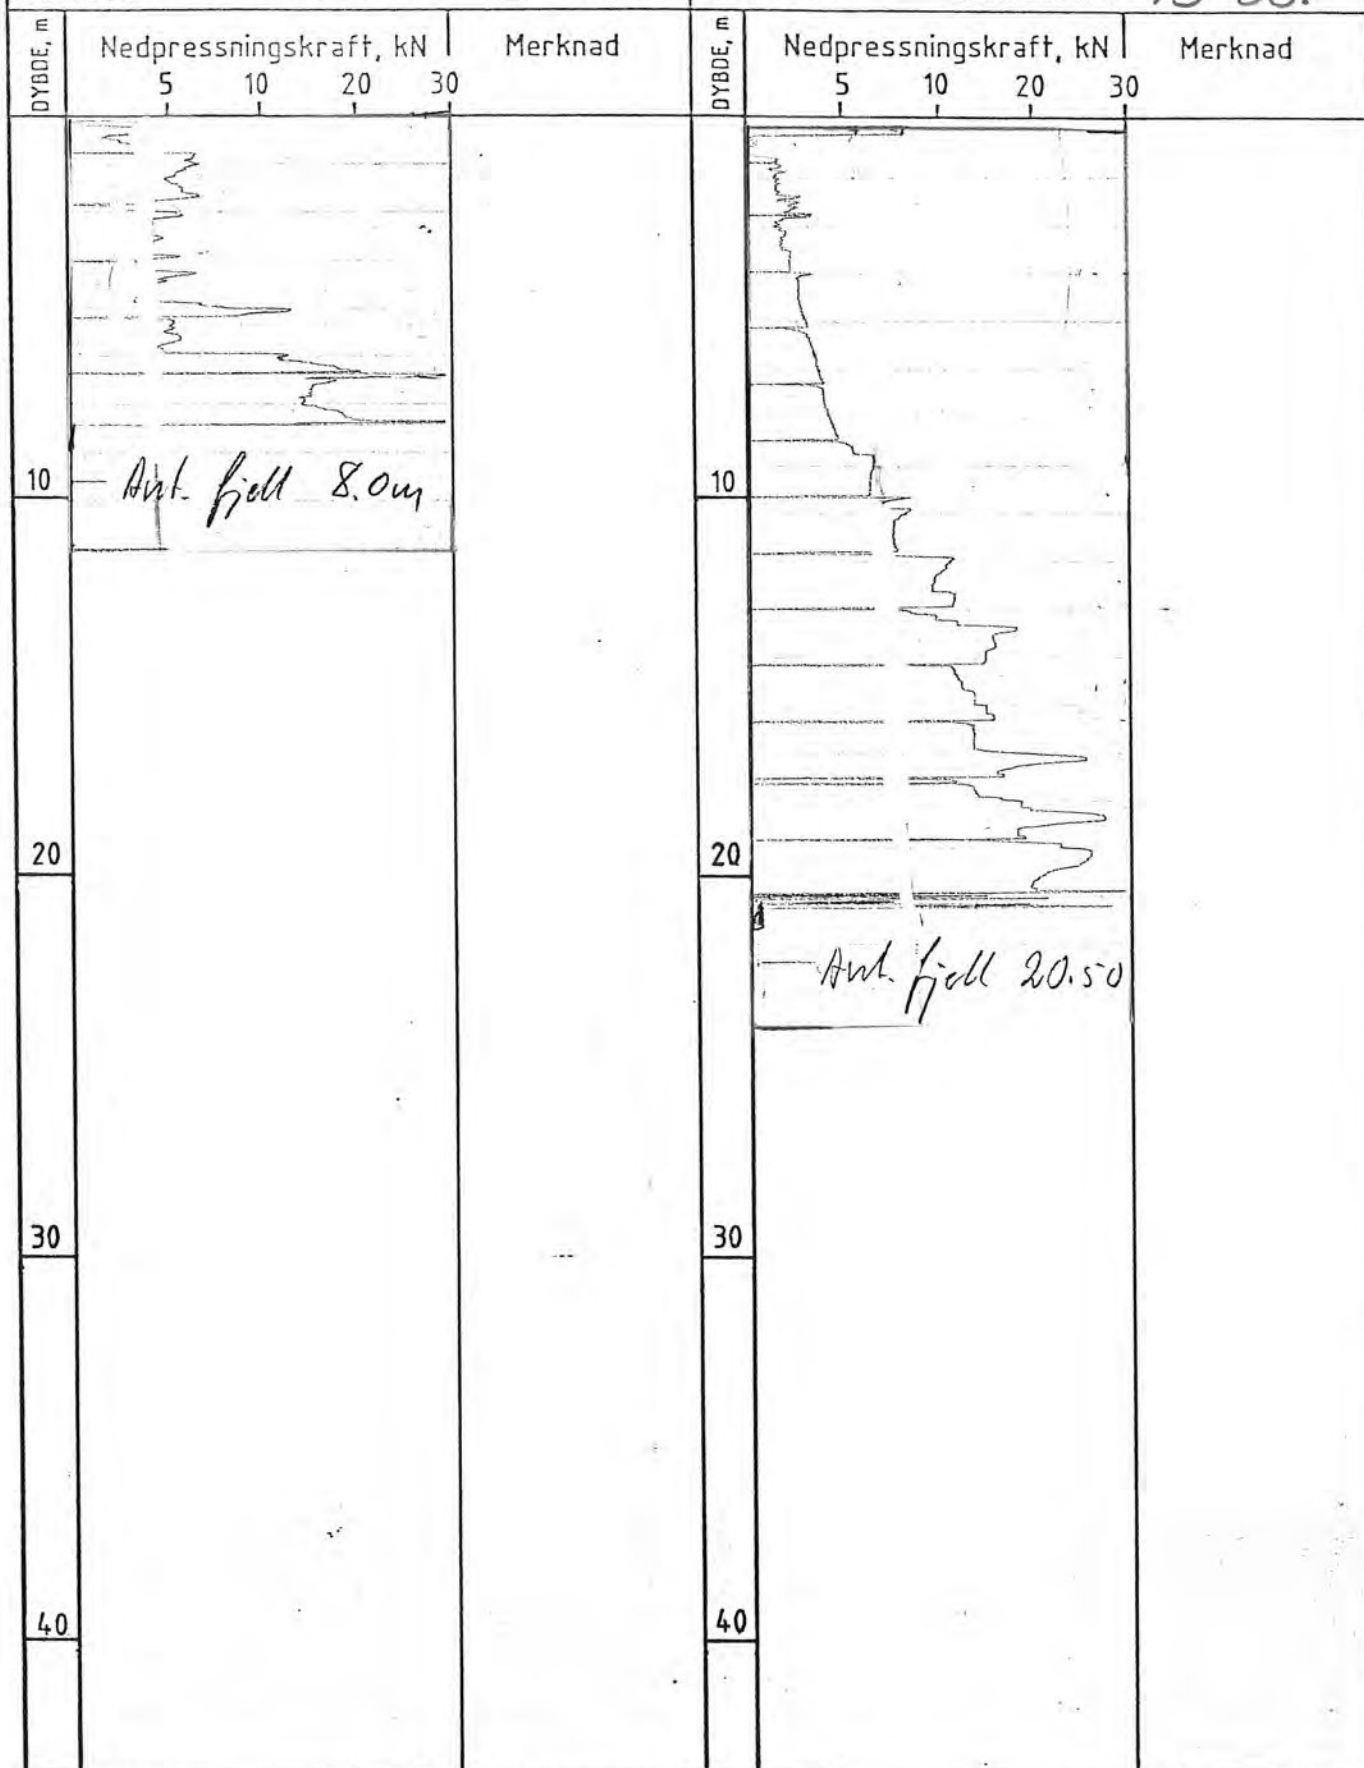 DYBDE, m
Nedpressningskraft, kN
Merknad
5 10 20 30
10
Ant. fjell 8.0m
20
30
40
DYBDE, m
Nedpressningskraft, kN
Merknad
5 10 20 30
10
20
Ant. fjell 20.50
30
40